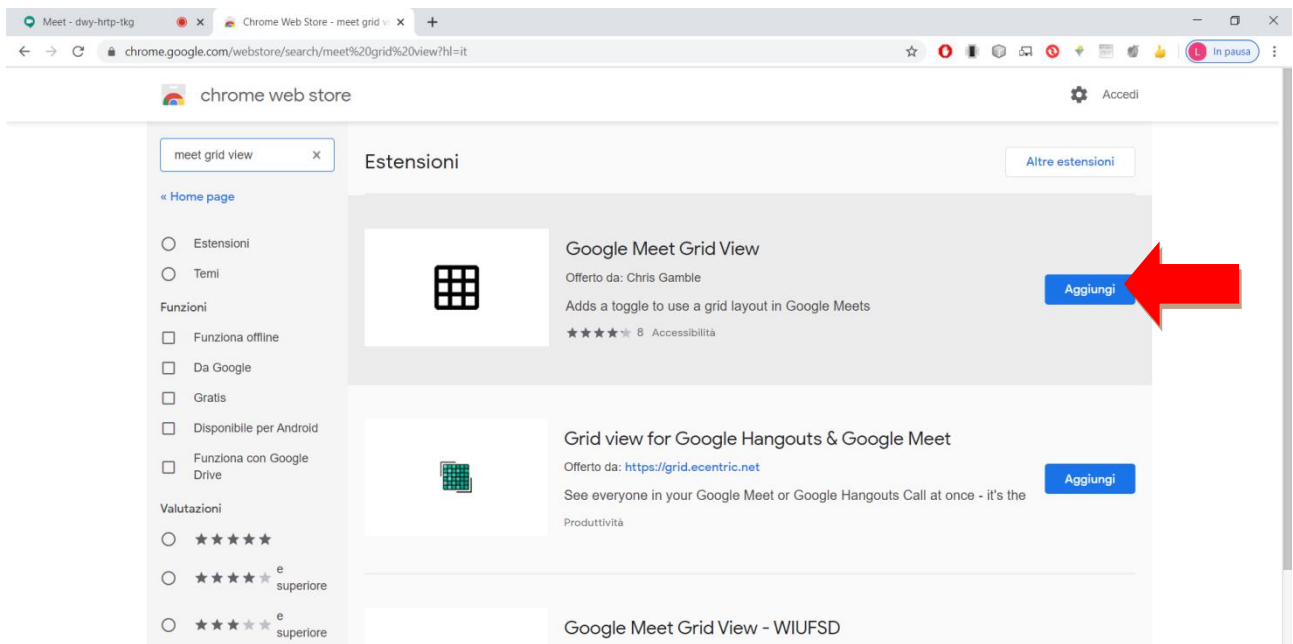 Meet - dwy-hrtp-tkg
Chrome Web Store - meet grid vi
chrome.google.com/webstore/search/meet%20grid%20view?hl=it
L In pausa
chrome web store
Accedi
meet grid view
« Home page
Estensioni
Temi
Funzioni
Funziona offline
Da Google
Gratis
Disponibile per Android
Funziona con Google
Drive
Valutazioni
e
superiore
e
superiore
Estensioni
Altre estensioni
Google Meet Grid View
Offerto da: Chris Gamble
Adds a toggle to use a grid layout in Google Meets
8 Accessibilità
Aggiungi
Grid view for Google Hangouts & Google Meet
Offerto da: https://grid.ecentric.net
See everyone in your Google Meet or Google Hangouts Call at once - it's the
Produttività
Aggiungi
Google Meet Grid View - WIUFSD